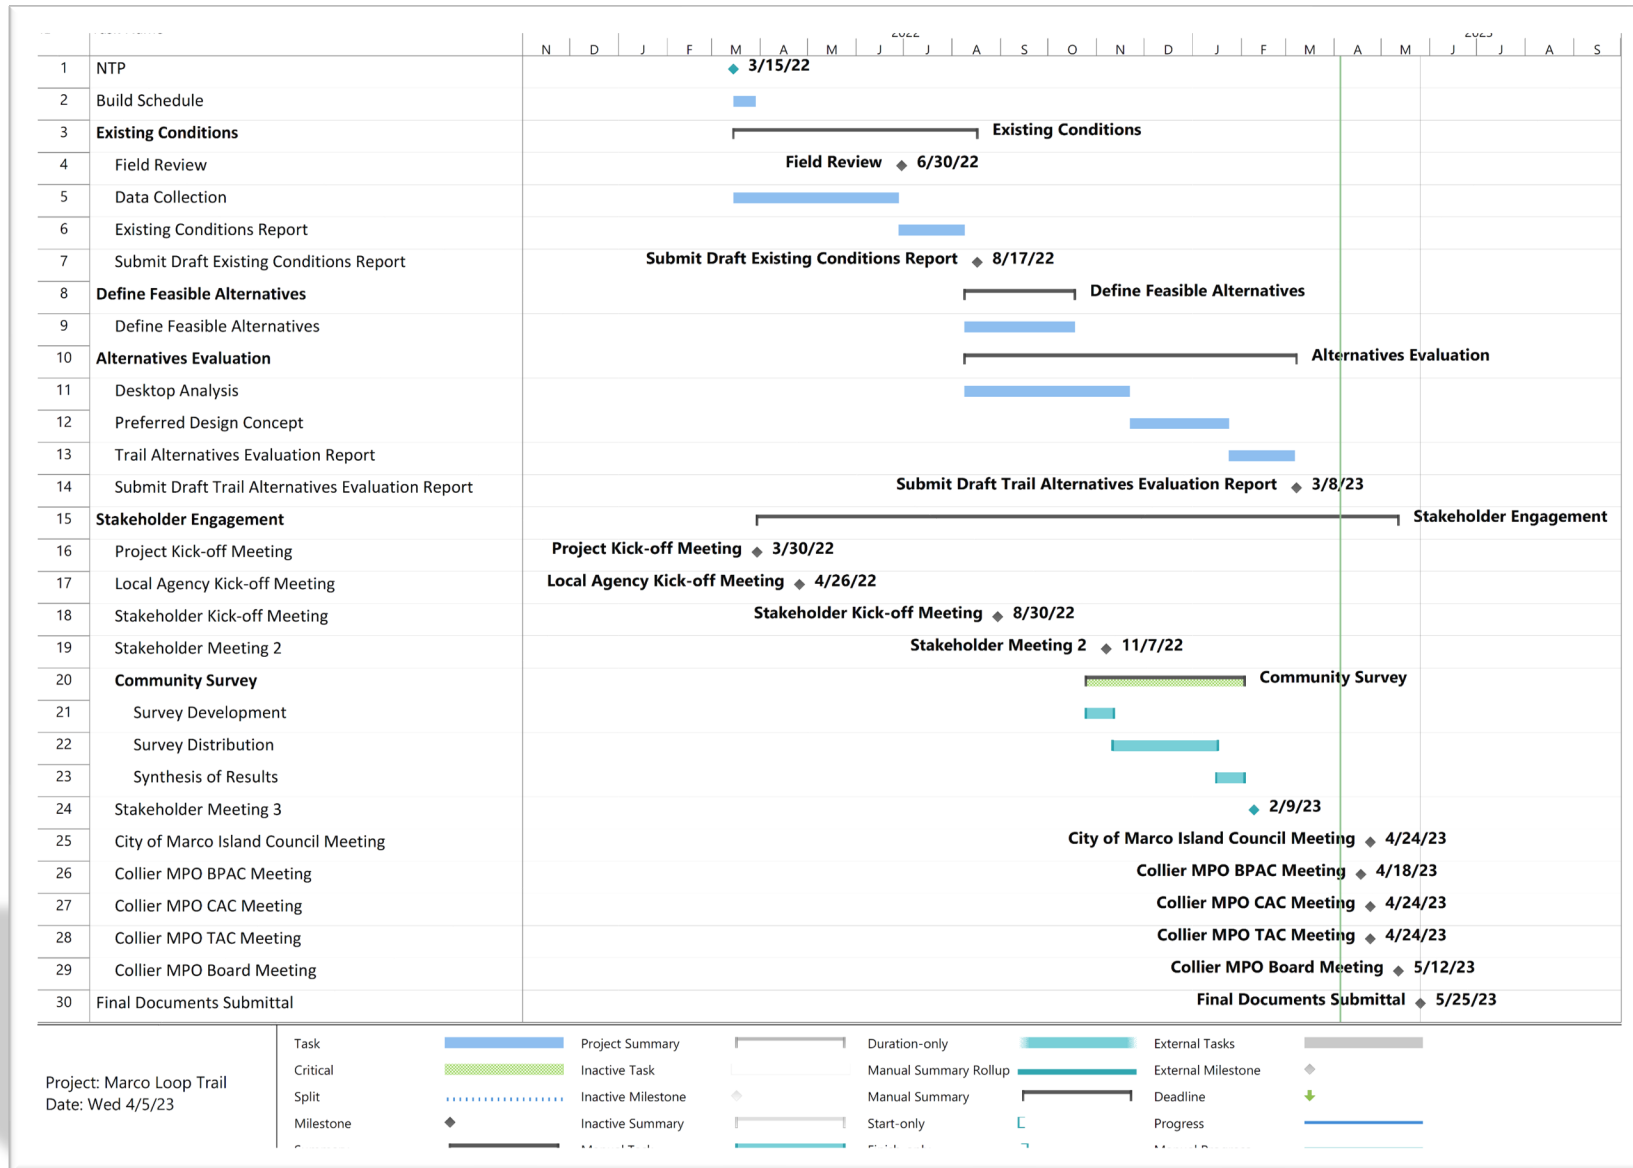 2022 2023
N D J F M A M J J A S O N D J F M A M J J A S
1 NTP 3/15/22
2 Build Schedule
3 Existing Conditions Existing Conditions
4 Field Review Field Review 6/30/22
5 Data Collection
6 Existing Conditions Report
7 Submit Draft Existing Conditions Report Submit Draft Existing Conditions Report 8/17/22
8 Define Feasible Alternatives Define Feasible Alternatives
9 Define Feasible Alternatives
10 Alternatives Evaluation Alternatives Evaluation
11 Desktop Analysis
12 Preferred Design Concept
13 Trail Alternatives Evaluation Report
14 Submit Draft Trail Alternatives Evaluation Report Submit Draft Trail Alternatives Evaluation Report 3/8/23
15 Stakeholder Engagement Stakeholder Engagement
16 Project Kick-off Meeting Project Kick-off Meeting 3/30/22
17 Local Agency Kick-off Meeting Local Agency Kick-off Meeting 4/26/22
18 Stakeholder Kick-off Meeting Stakeholder Kick-off Meeting 8/30/22
19 Stakeholder Meeting 2 Stakeholder Meeting 2 11/7/22
20 Community Survey Community Survey
21 Survey Development
22 Survey Distribution
23 Synthesis of Results
24 Stakeholder Meeting 3 2/9/23
25 City of Marco Island Council Meeting City of Marco Island Council Meeting 4/24/23
26 Collier MPO BPAC Meeting Collier MPO BPAC Meeting 4/18/23
27 Collier MPO CAC Meeting Collier MPO CAC Meeting 4/24/23
28 Collier MPO TAC Meeting Collier MPO TAC Meeting 4/24/23
29 Collier MPO Board Meeting Collier MPO Board Meeting 5/12/23
30 Final Documents Submittal Final Documents Submittal 5/25/23
Project: Marco Loop Trail
Date: Wed 4/5/23
Task Project Summary Duration-only External Tasks
Critical Inactive Task Manual Summary Rollup External Milestone
Split Inactive Milestone Manual Summary Deadline
Milestone Inactive Summary Start-only Progress